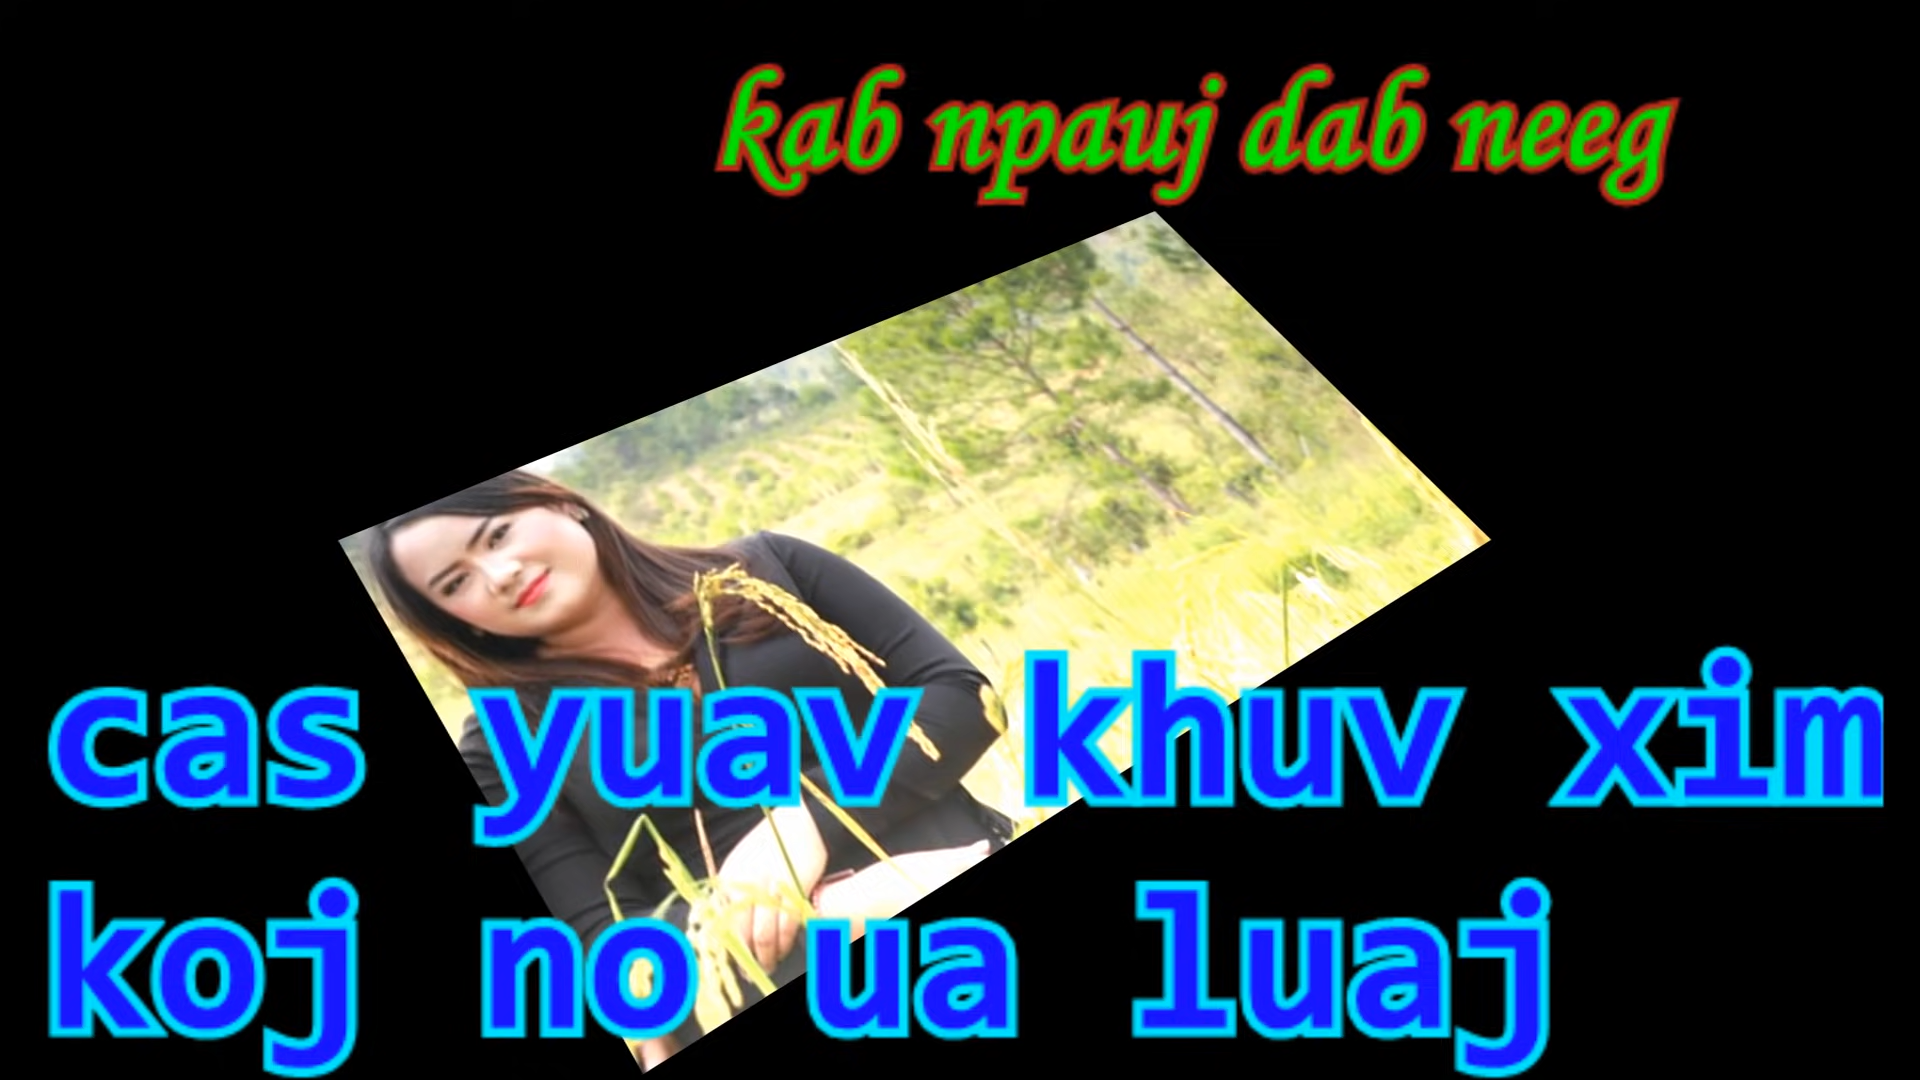 kab npauj dab neeg
cas yuav khuv xim
koj no ua luaj